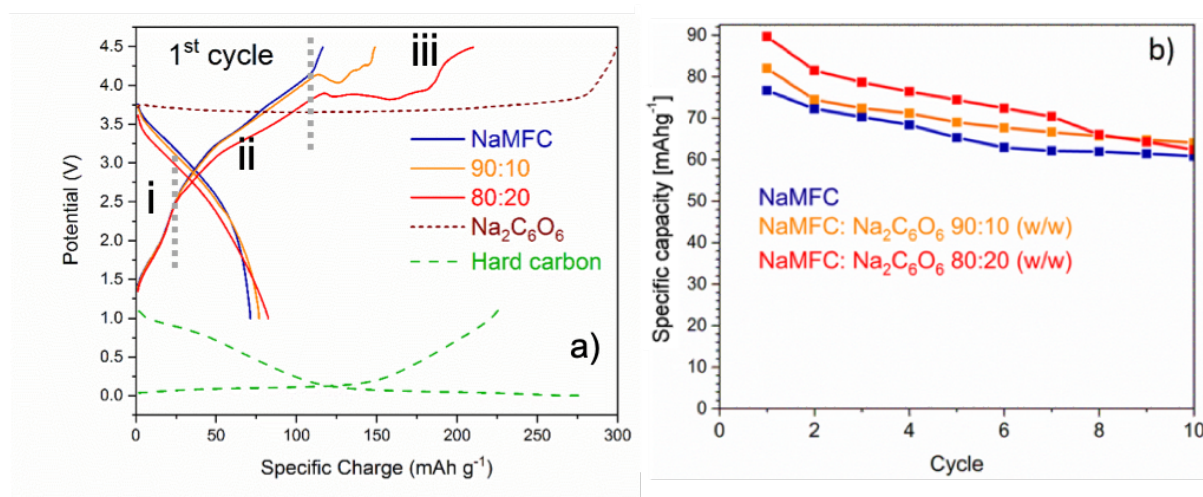 4.5
4.0
3.5
3.0
2.5
2.0
1.5
1.0
0.5
0.0
Potential (V)
1st cycle
i
ii
iii
NaMFC
90:10
80:20
Na2C6O6
Hard carbon
a)
0 50 100 150 200 250 300
Specific Charge (mAh g-1)
90
80
70
60
50
40
30
20
10
0
Specific capacity [mAhg-1]
b)
NaMFC
NaMFC: Na2C6O6 90:10 (w/w)
NaMFC: Na2C6O6 80:20 (w/w)
0 2 4 6 8 10
Cycle